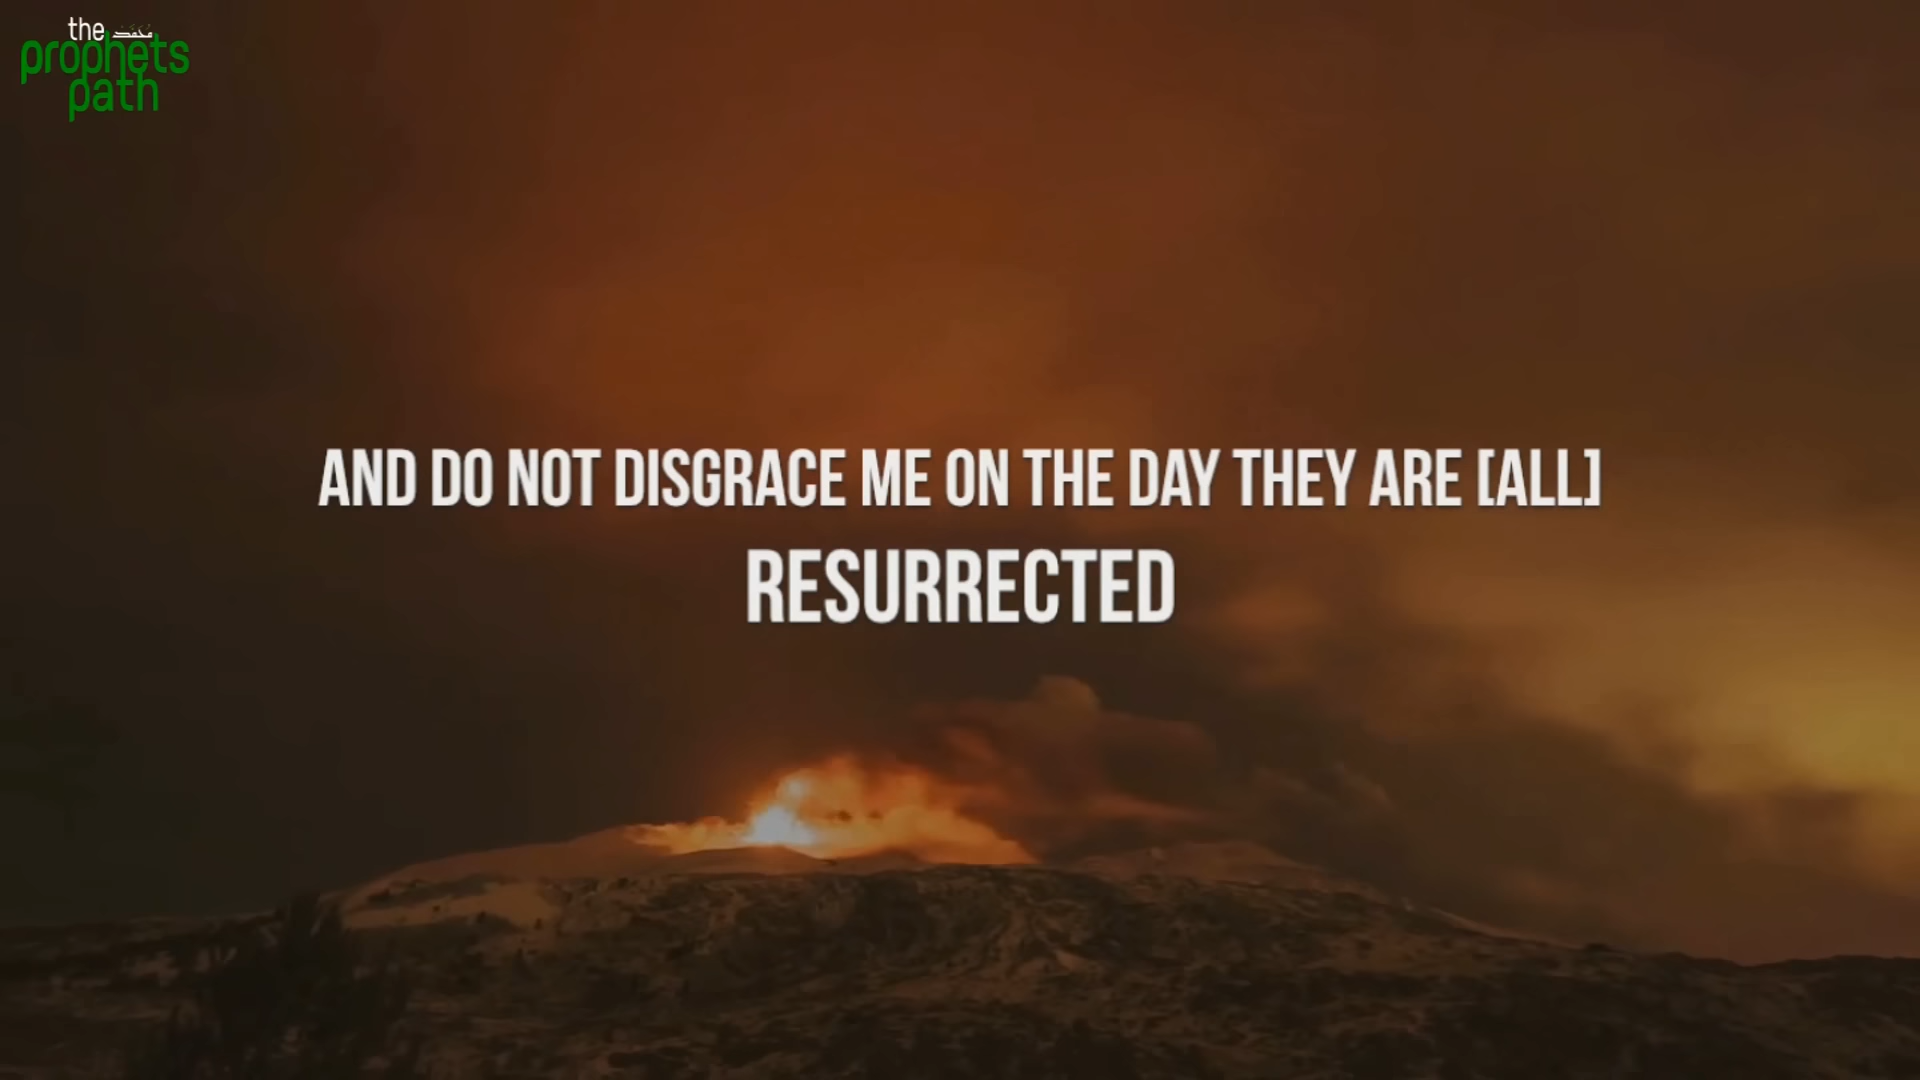 the
prophets
path
AND DO NOT DISGRACE ME ON THE DAY THEY ARE [ALL]
RESURRECTED